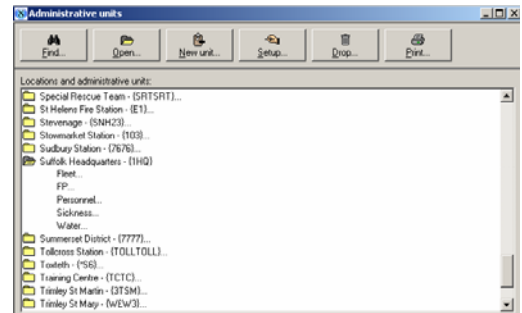 Administrative units
Find... Open... New unit... Setup... Drop... Print...
Locations and administrative units:
Special Rescue Team - (SRTSRT)...
St Helens Fire Station - (E1)...
Stevenage - (SNH23)...
Stowmarket Station - (103)...
Sudbury Station - (7676)...
Suffolk Headquarters - (1HQ)
Fleet...
FP...
Personnel...
Sickness...
Water...
Summerset District - (7777)...
Tollcross Station - (TOLLTOLL)...
Toxteth - (*S6)...
Training Centre - (TCTC)...
Trimley St Martin - (3TSM)...
Trimley St Mary - (WEW3)...